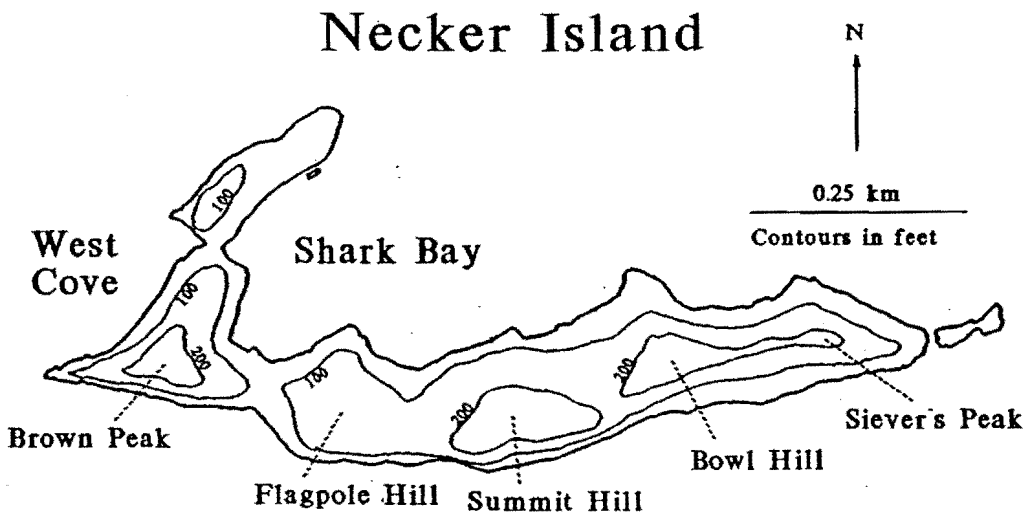 Necker Island
N
0.25 km
Contours in feet
100
West
Cove
Shark Bay
100
200
100
200
200
Brown Peak
Flagpole Hill
Summit Hill
Bowl Hill
Siever's Peak